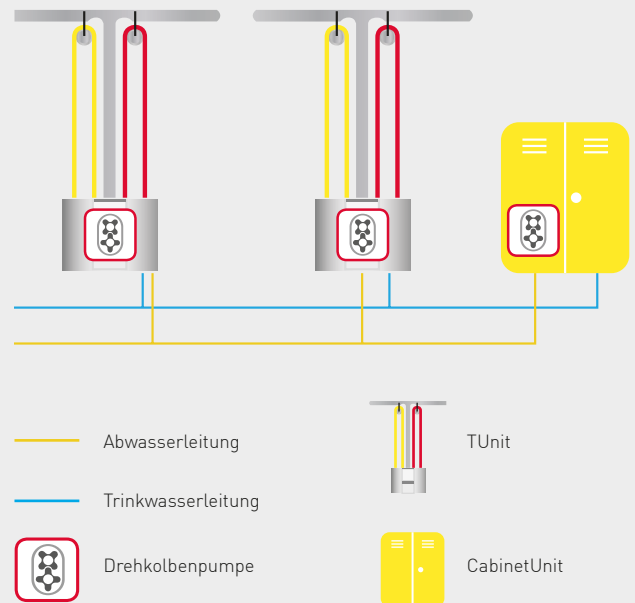 Abwasserleitung
TUnit
Trinkwasserleitung
Drehkolbenpumpe
CabinetUnit